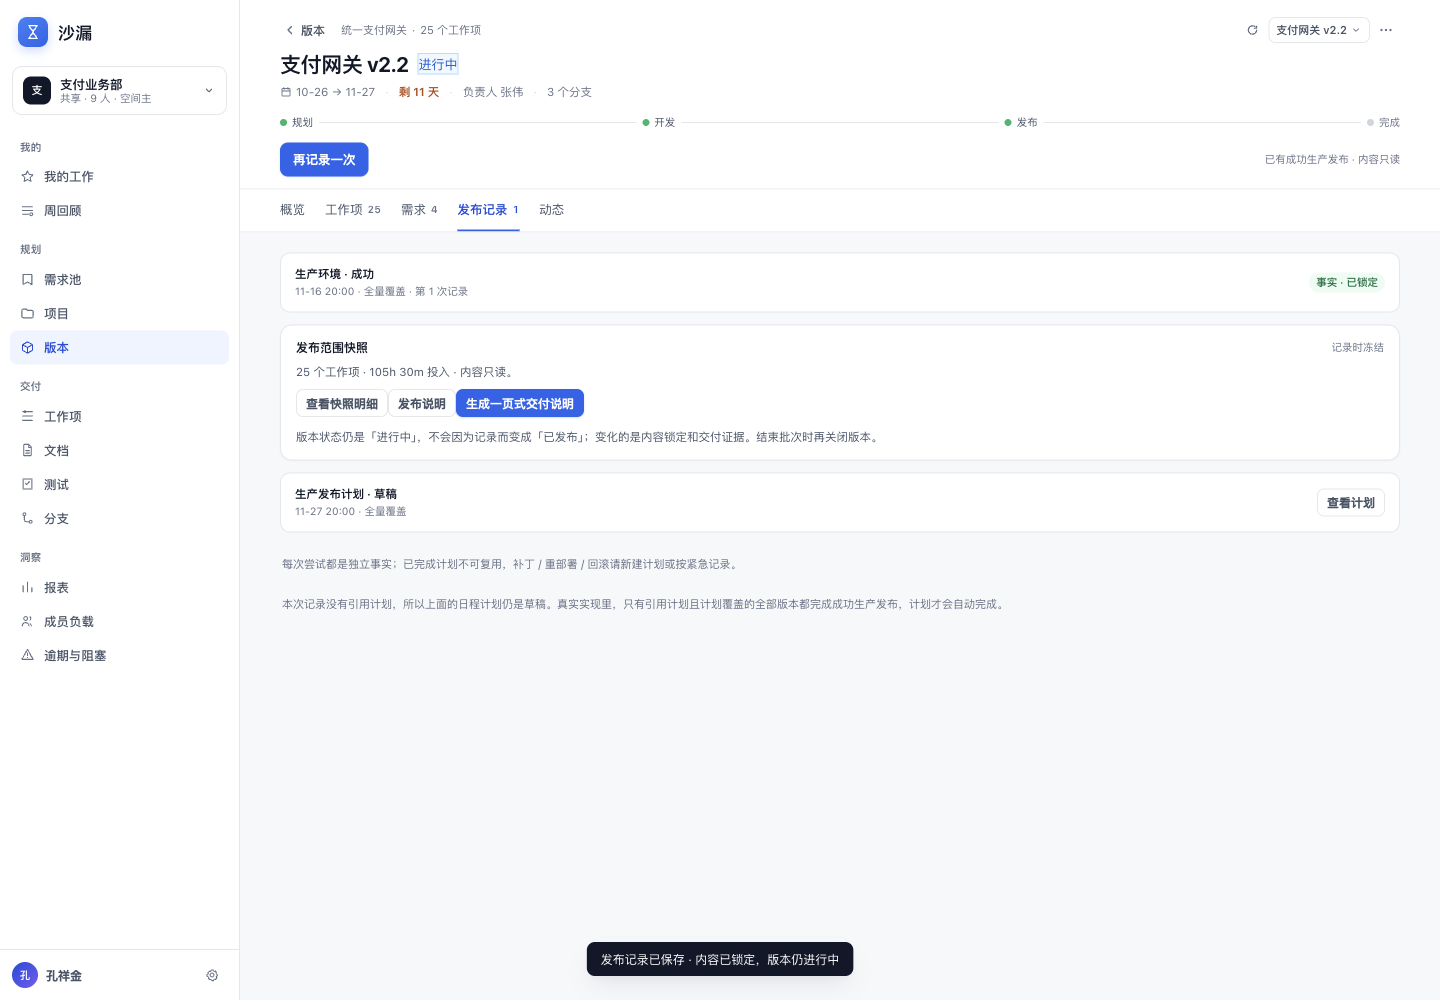 沙漏
支
支付业务部
共享 · 9 人 · 空间主
我的
我的工作
周回顾
规划
需求池
项目
版本
交付
工作项
文档
测试
分支
洞察
报表
成员负载
逾期与阻塞
孔
孔祥金
版本 统一支付网关 · 25 个工作项
支付网关 v2.2
支付网关 v2.2 进行中
10-26 → 11-27 · 剩 11 天 · 负责人 张伟 · 3 个分支
规划 开发 发布 完成
再记录一次
已有成功生产发布 · 内容只读
概览 工作项 25 需求 4 发布记录 1 动态
生产环境 · 成功
11-16 20:00 · 全量覆盖 · 第 1 次记录
事实 · 已锁定
发布范围快照
记录时冻结
25 个工作项 · 105h 30m 投入 · 内容只读。
查看快照明细 发布说明 生成一页式交付说明
版本状态仍是「进行中」，不会因为记录而变成「已发布」；变化的是内容锁定和交付证据。结束批次时再关闭版本。
生产发布计划 · 草稿
11-27 20:00 · 全量覆盖
查看计划
每次尝试都是独立事实；已完成计划不可复用，补丁 / 重部署 / 回滚请新建计划或按紧急记录。
本次记录没有引用计划，所以上面的日程计划仍是草稿。真实实现里，只有引用计划且计划覆盖的全部版本都完成成功生产发布，计划才会自动完成。
发布记录已保存 · 内容已锁定，版本仍进行中